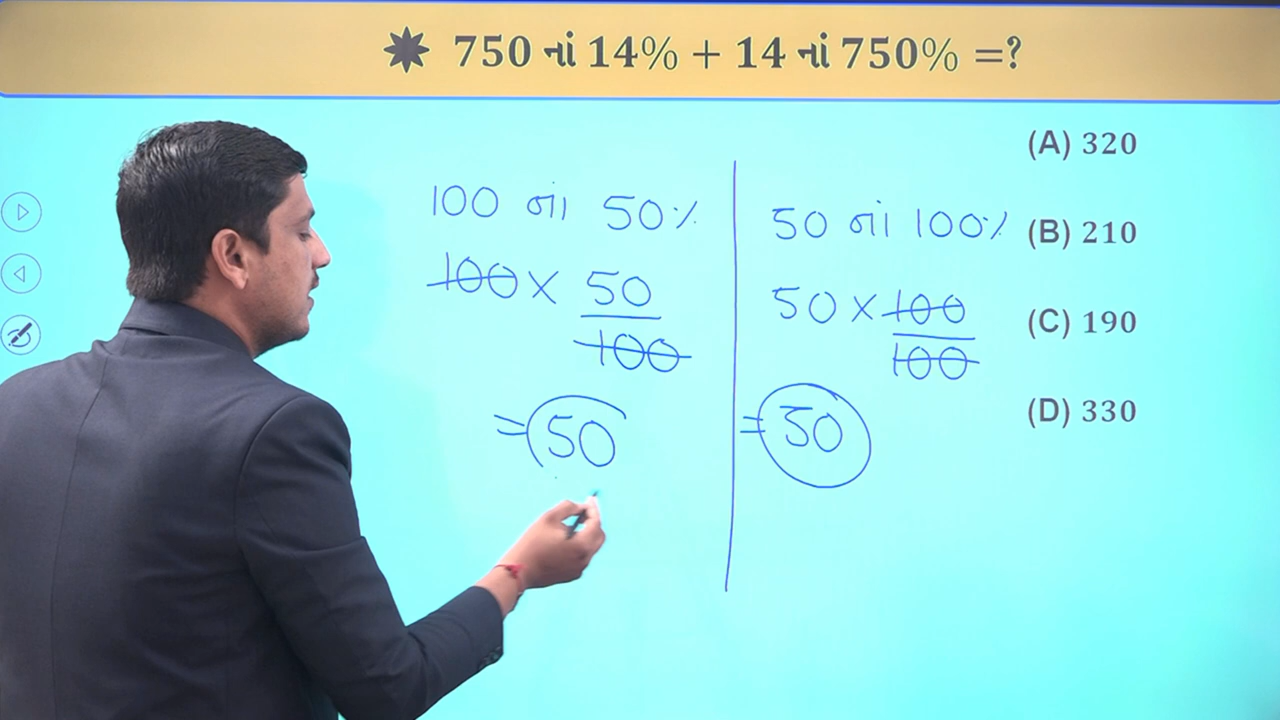 ✷ 750 નાં 14% + 14 નાં 750% =?
(A) 320
(B) 210
(C) 190
(D) 330
100 નાં 50%
100 × 50/100
= 50
50 નાં 100%
50 × 100/100
= 50